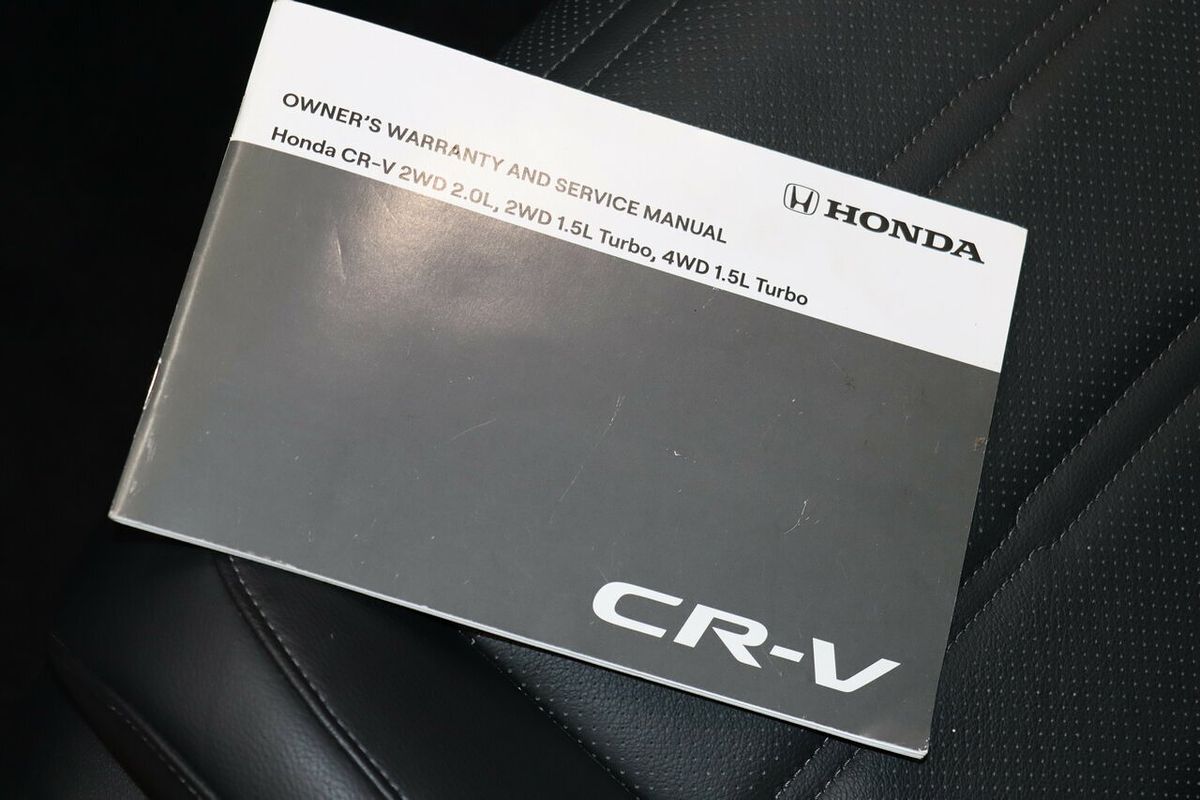 OWNER'S WARRANTY AND SERVICE MANUAL
Honda CR-V 2WD 2.0L, 2WD 1.5L Turbo, 4WD 1.5L Turbo
HONDA
CR-V